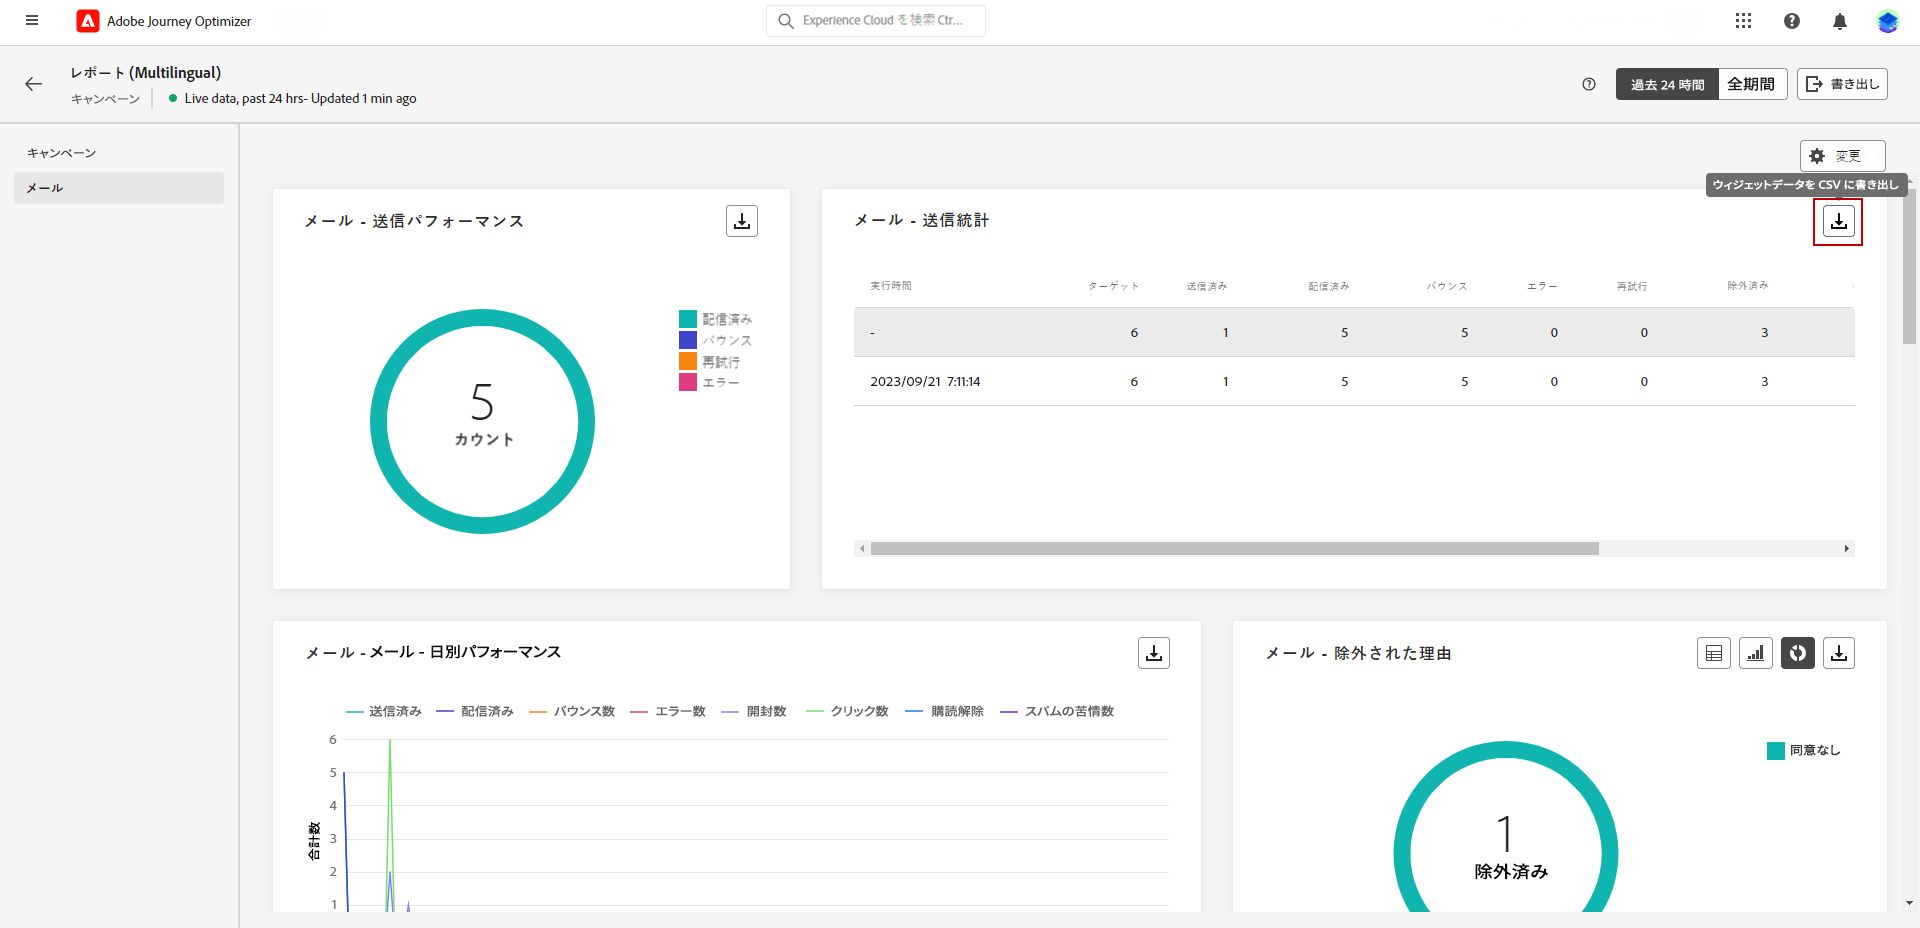 Adobe Journey Optimizer
Experience Cloud を検索 Ctr...
レポート (Multilingual)
キャンペーン
Live data, past 24 hrs- Updated 1 min ago
過去 24 時間
全期間
書き出し
キャンペーン
メール
変更
ウィジェットデータを CSV に書き出し
メール - 送信パフォーマンス
配信済み
バウンス
再試行
エラー
5
カウント
メール - 送信統計
実行時間 ターゲット 送信済み 配信済み バウンス エラー 再試行 除外済み
- 6 1 5 5 0 0 3
2023/09/21 7:11:14 6 1 5 5 0 0 3
メール - メール - 日別パフォーマンス
送信済み 配信済み バウンス数 エラー数 開封数 クリック数 購読解除 スパムの苦情数
合計数
6
5
4
3
2
1
メール - 除外された理由
同意なし
1
除外済み